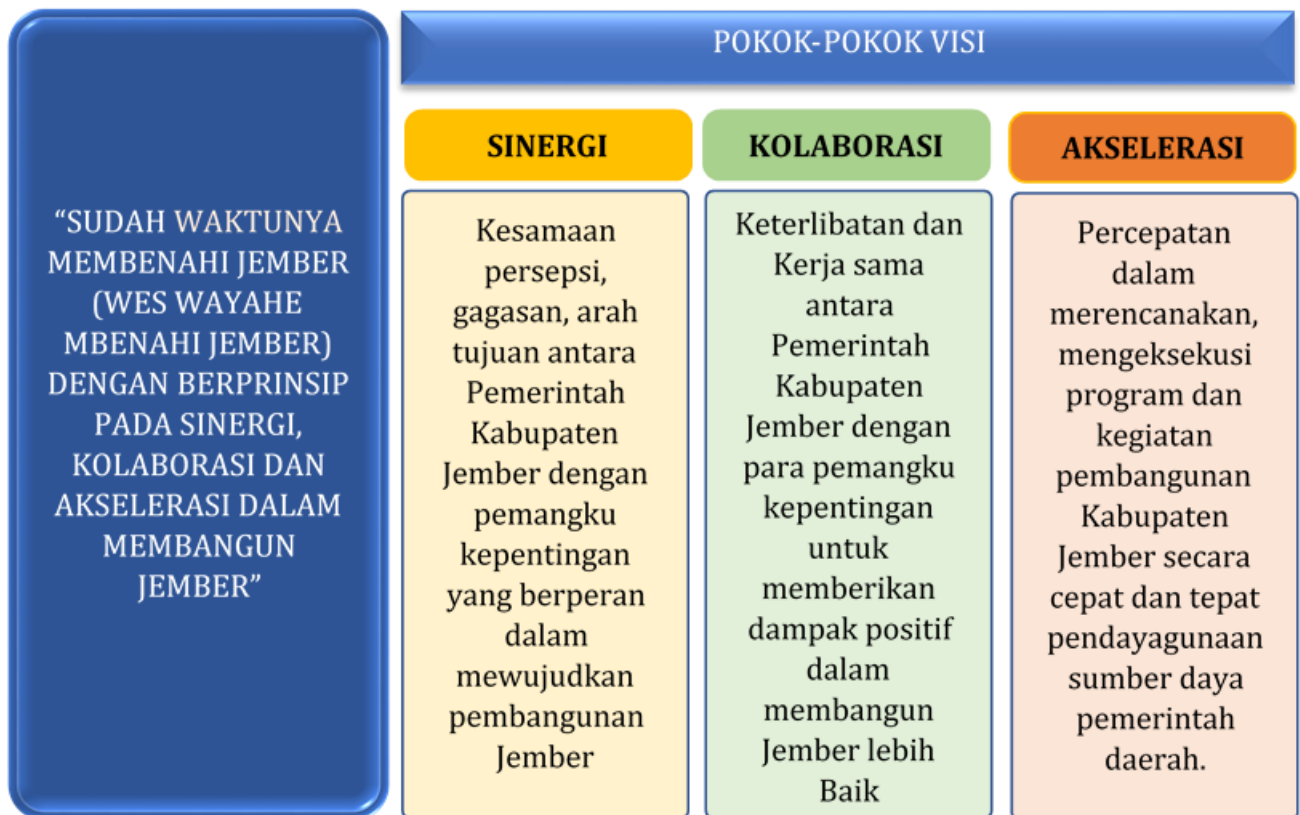 “SUDAH WAKTUNYA
MEMBENAHI JEMBER
(WES WAYAHE
MBENAHI JEMBER)
DENGAN BERPRINSIP
PADA SINERGI,
KOLABORASI DAN
AKSELERASI DALAM
MEMBANGUN
JEMBER”
POKOK-POKOK VISI
SINERGI
Kesamaan
persepsi,
gagasan, arah
tujuan antara
Pemerintah
Kabupaten
Jember dengan
pemangku
kepentingan
yang berperan
dalam
mewujudkan
pembangunan
Jember
KOLABORASI
Keterlibatan dan
Kerja sama
antara
Pemerintah
Kabupaten
Jember dengan
para pemangku
kepentingan
untuk
memberikan
dampak positif
dalam
membangun
Jember lebih
Baik
AKSELERASI
Percepatan
dalam
merencanakan,
mengeksekusi
program dan
kegiatan
pembangunan
Kabupaten
Jember secara
cepat dan tepat
pendayagunaan
sumber daya
pemerintah
daerah.